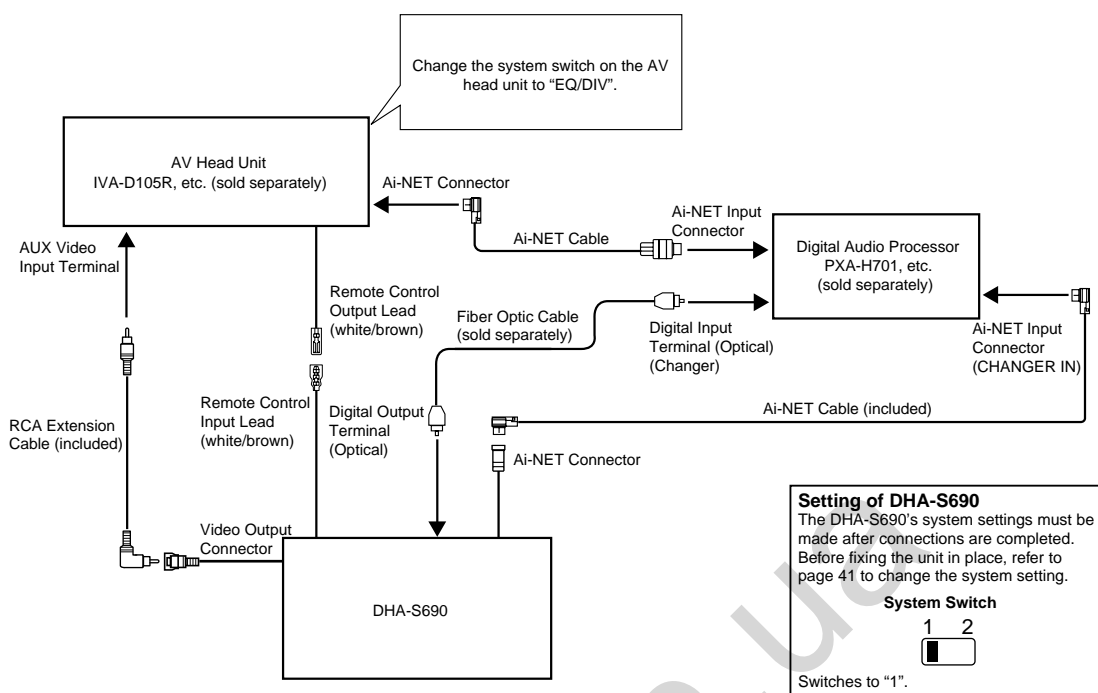 Change the system switch on the AV
head unit to “EQ/DIV”.
AV Head Unit
IVA-D105R, etc. (sold separately)
Ai-NET Connector
Ai-NET Cable
Ai-NET Input
Connector
Digital Audio Processor
PXA-H701, etc.
(sold separately)
AUX Video
Input Terminal
Remote Control
Output Lead
(white/brown)
Fiber Optic Cable
(sold separately)
Digital Input
Terminal (Optical)
(Changer)
Ai-NET Input
Connector
(CHANGER IN)
RCA Extension
Cable (included)
Remote Control
Input Lead
(white/brown)
Digital Output
Terminal
(Optical)
Ai-NET Cable (included)
Ai-NET Connector
Video Output
Connector
DHA-S690
Setting of DHA-S690
The DHA-S690’s system settings must be
made after connections are completed.
Before fixing the unit in place, refer to
page 41 to change the system setting.
System Switch
1 2
Switches to “1”.
ua